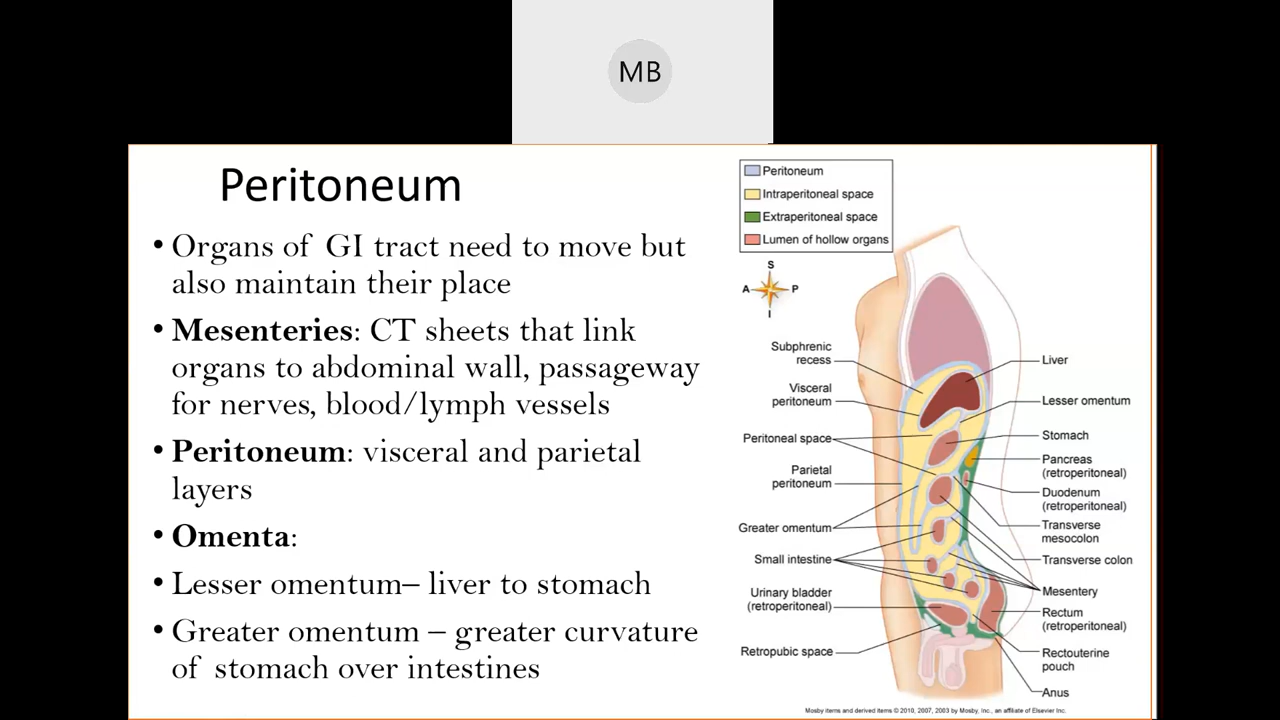 MB
Peritoneum
• Organs of GI tract need to move but
also maintain their place
• Mesenteries: CT sheets that link
organs to abdominal wall, passageway
for nerves, blood/lymph vessels
• Peritoneum: visceral and parietal
layers
• Omenta:
• Lesser omentum– liver to stomach
• Greater omentum – greater curvature
of stomach over intestines
Peritoneum
Intraperitoneal space
Extraperitoneal space
Lumen of hollow organs
S
A P
I
Subphrenic
recess
Visceral
peritoneum
Peritoneal space
Parietal
peritoneum
Greater omentum
Small intestine
Urinary bladder
(retroperitoneal)
Retropubic space
Liver
Lesser omentum
Stomach
Pancreas
(retroperitoneal)
Duodenum
(retroperitoneal)
Transverse
mesocolon
Transverse colon
Mesentery
Rectum
(retroperitoneal)
Rectouterine
pouch
Anus
Mosby items and derived items © 2010, 2007, 2003 by Mosby, Inc., an affiliate of Elsevier Inc.